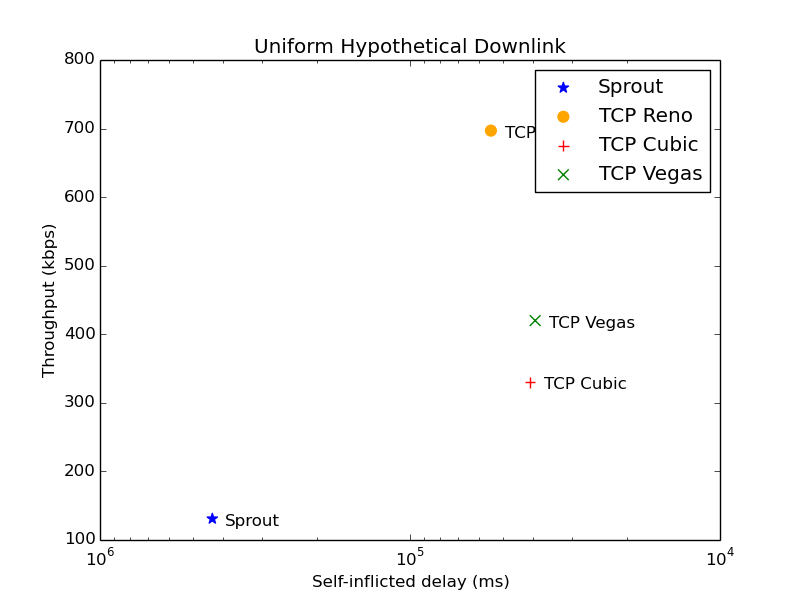 Uniform Hypothetical Downlink
800
700
600
500
400
300
200
100
Throughput (kbps)
Sprout
TCP Reno
TCP Cubic
TCP Vegas
TCP
TCP Vegas
TCP Cubic
Sprout
10^6
10^5
10^4
Self-inflicted delay (ms)